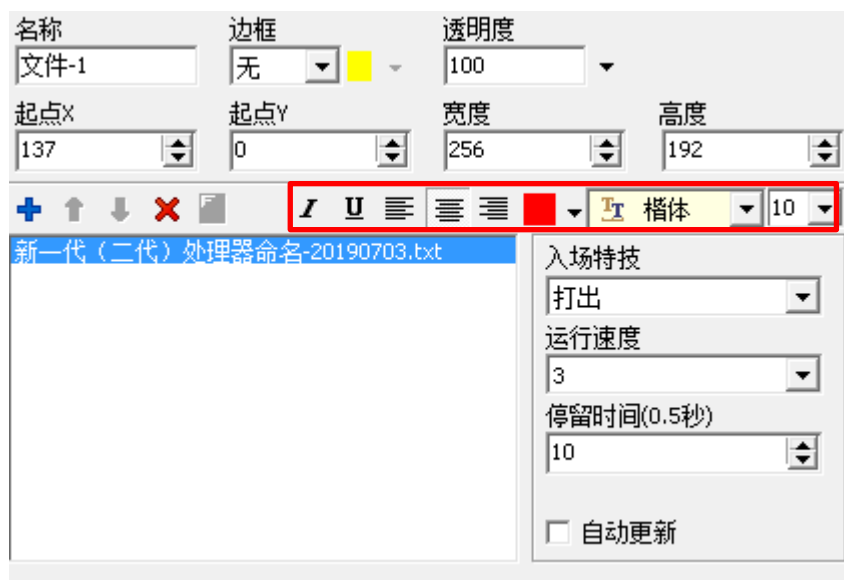 名称 边框 透明度
文件-1 无 100
起点X 起点Y 宽度 高度
137 0 256 192
I U 楷体 10
新一代（二代）处理器命名-20190703.txt
入场特技
打出
运行速度
3
停留时间(0.5秒)
10
自动更新